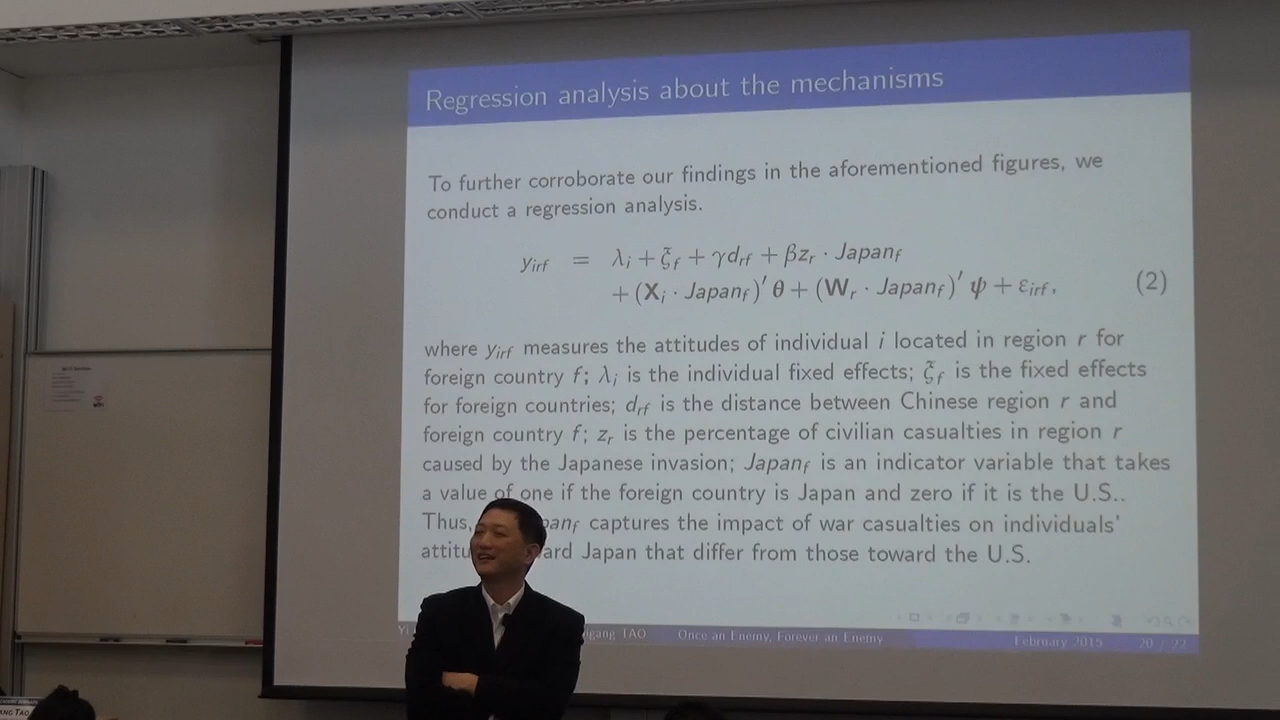 Regression analysis about the mechanisms
To further corroborate our findings in the aforementioned figures, we
conduct a regression analysis.
y_irf = λ_i + ξ_f + γd_rf + βz_r · Japan_f
+ (X_i · Japan_f)′ θ + (W_r · Japan_f)′ ψ + ε_irf, (2)
where y_irf measures the attitudes of individual i located in region r for
foreign country f; λ_i is the individual fixed effects; ξ_f is the fixed effects
for foreign countries; d_rf is the distance between Chinese region r and
foreign country f; z_r is the percentage of civilian casualties in region r
caused by the Japanese invasion; Japan_f is an indicator variable that takes
a value of one if the foreign country is Japan and zero if it is the U.S..
Thus, captures the impact of war casualties on individuals'
Japan that differ from those toward the U.S.
TAO Once an Enemy, Forever an Enemy February 2015 20 / 22
TAO